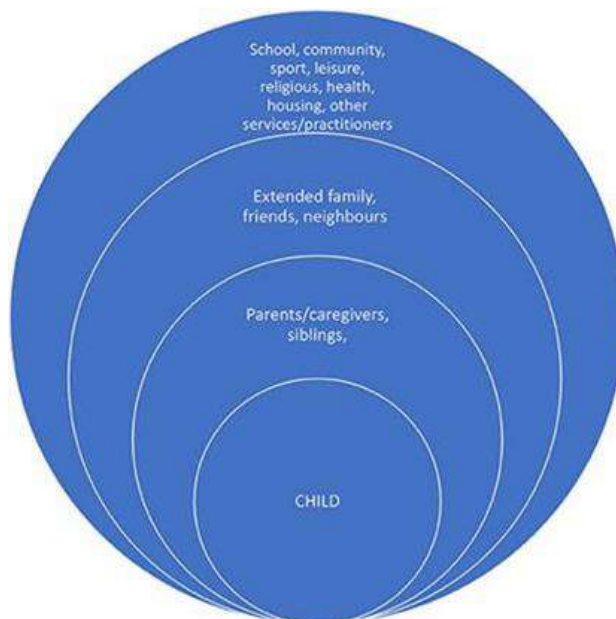 School, community,
sport, leisure,
religious, health,
housing, other
services/practitioners
Extended family,
friends, neighbours
Parents/caregivers,
siblings,
CHILD